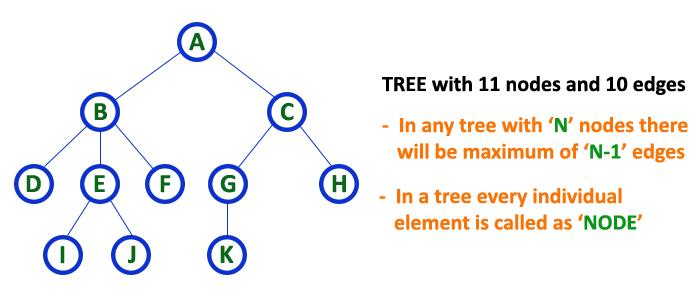 A
B
C
D
E
F
G
H
I
J
K
TREE with 11 nodes and 10 edges
- In any tree with ‘N’ nodes there
will be maximum of ‘N-1’ edges
- In a tree every individual
element is called as ‘NODE’